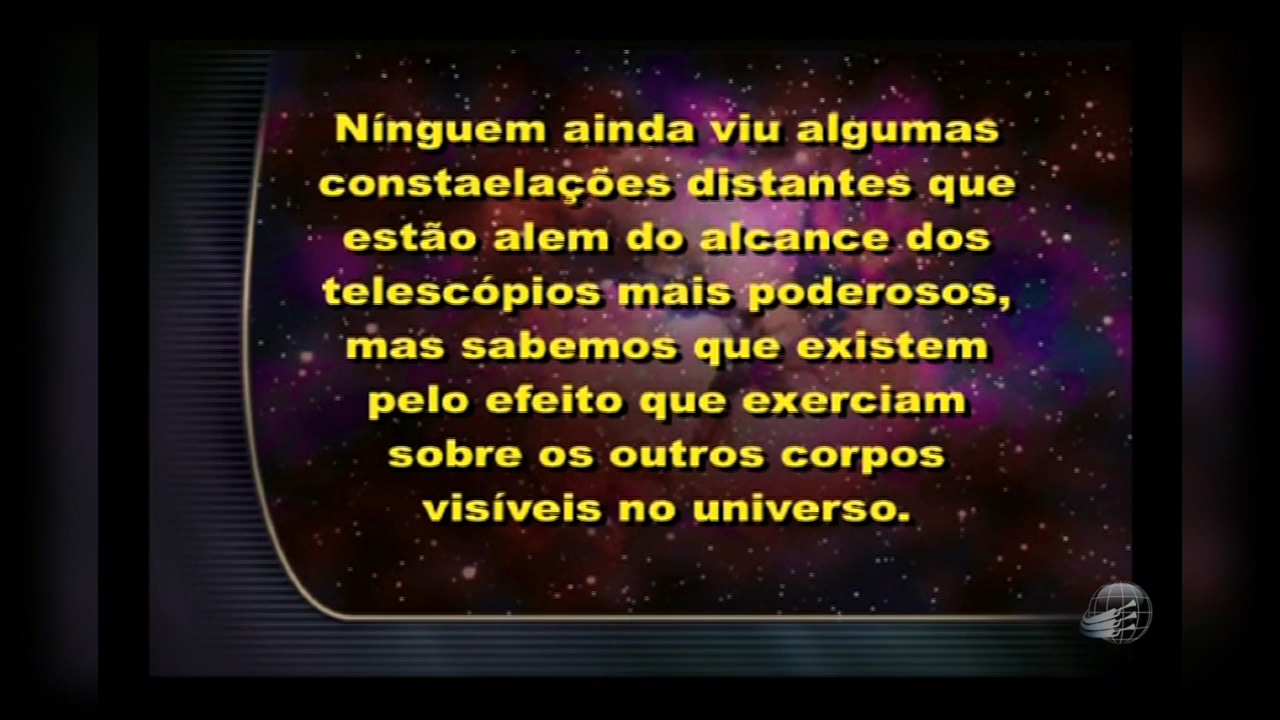 Nínguem ainda viu algumas
constaelações distantes que
estão alem do alcance dos
telescópios mais poderosos,
mas sabemos que existem
pelo efeito que exerciam
sobre os outros corpos
visíveis no universo.